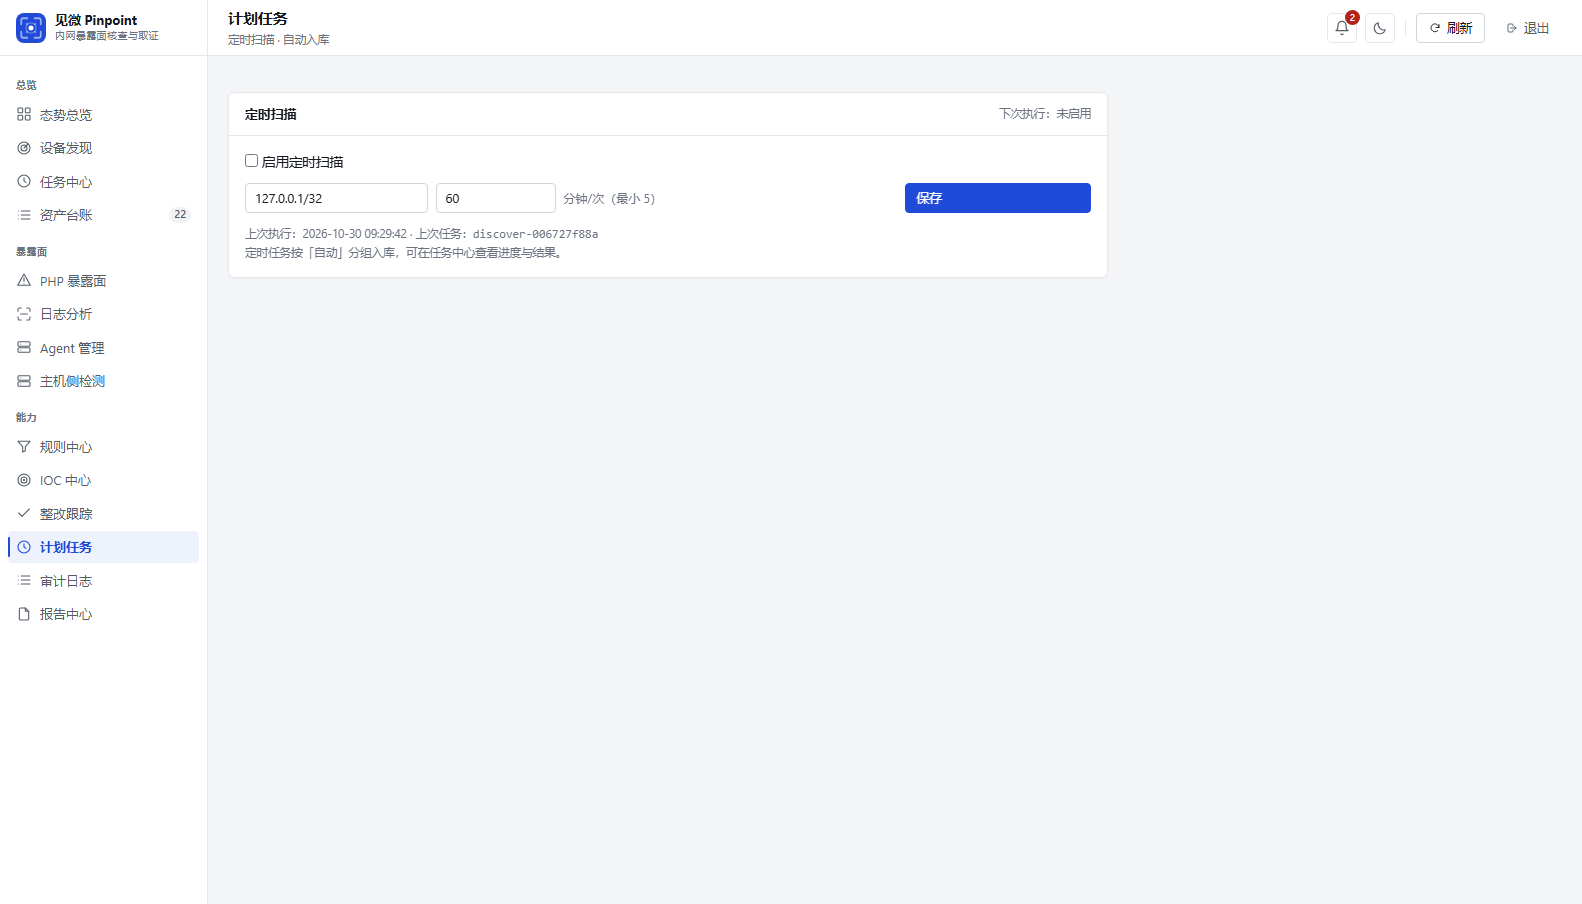 见微 Pinpoint
内网暴露面核查与取证
总览
态势总览
设备发现
任务中心
资产台账 22
暴露面
PHP 暴露面
日志分析
Agent 管理
主机侧检测
能力
规则中心
IOC 中心
整改跟踪
计划任务
审计日志
报告中心
计划任务
定时扫描 · 自动入库
2
刷新
退出
定时扫描
下次执行：未启用
启用定时扫描
127.0.0.1/32 60 分钟/次（最小 5） 保存
上次执行：2026-10-30 09:29:42 · 上次任务：discover-006727f88a
定时任务按「自动」分组入库，可在任务中心查看进度与结果。